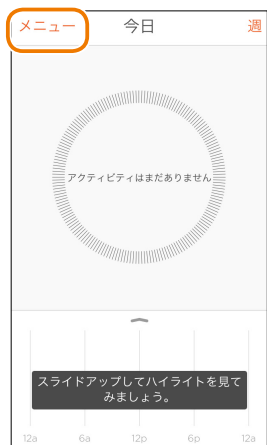 メニュー 今日 週
アクティビティはまだありません
スライドアップしてハイライトを見て
みましょう。
12a 6a 12p 6p 12a